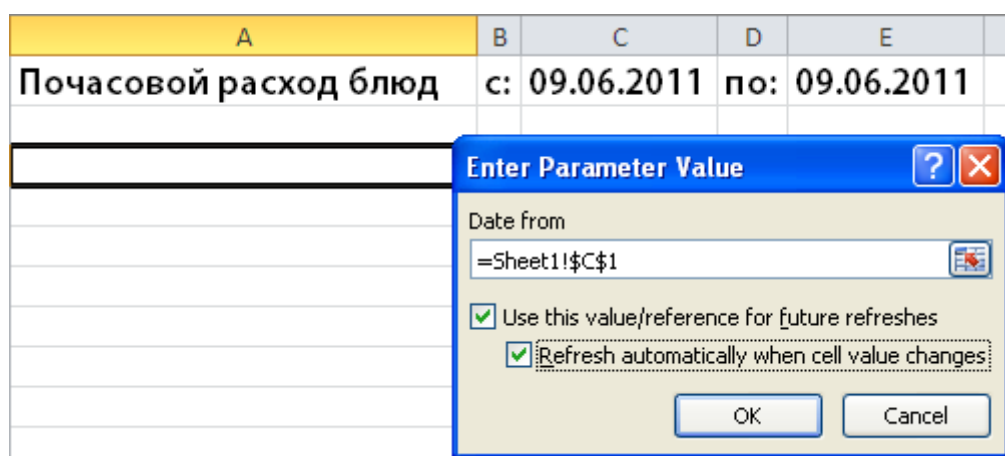 A B C D E
Почасовой расход блюд с: 09.06.2011 по: 09.06.2011
Enter Parameter Value
Date from
=Sheet1!$C$1
Use this value/reference for future refreshes
Refresh automatically when cell value changes
OK Cancel